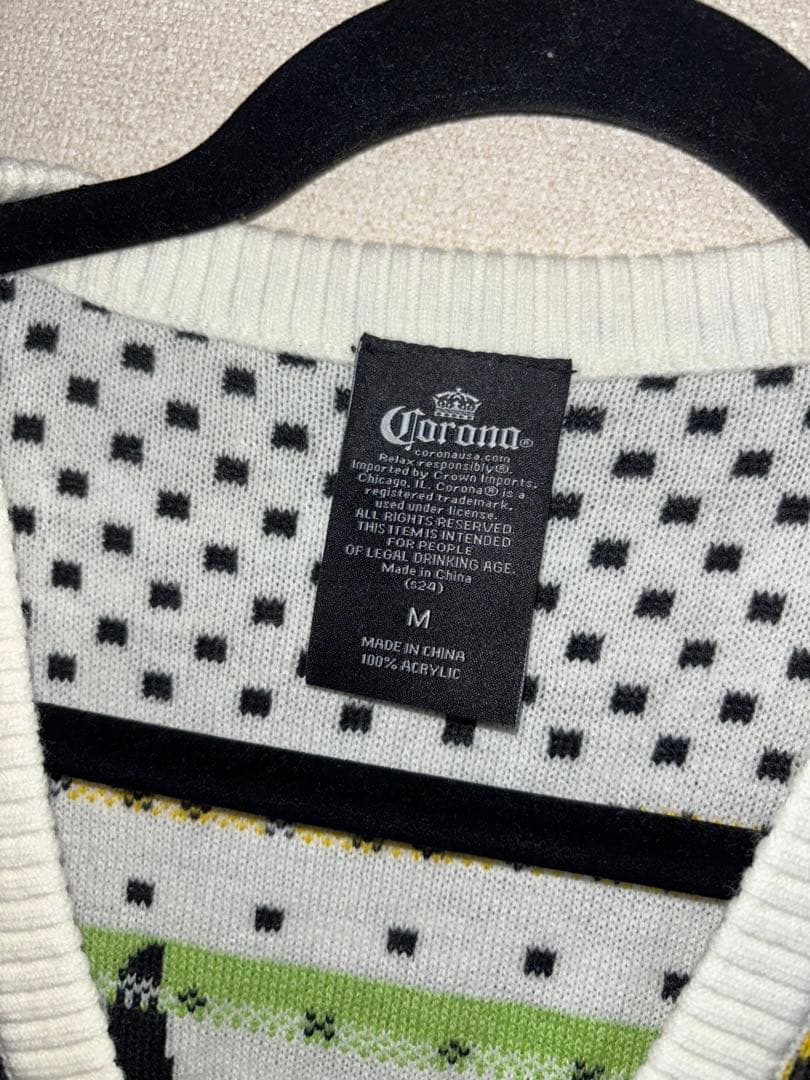 Corona®
coronausa.com
Relax responsibly®.
Imported by Crown Imports,
Chicago, IL. Corona® is a
registered trademark,
used under license.
ALL RIGHTS RESERVED.
THIS ITEM IS INTENDED
FOR PEOPLE
OF LEGAL DRINKING AGE.
Made in China
(s24)
M
MADE IN CHINA
100% ACRYLIC